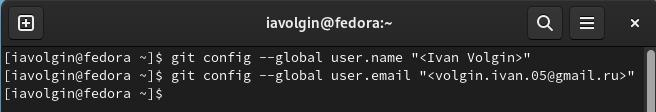 iavolgin@fedora:~
[iavolgin@fedora ~]$ git config --global user.name "<Ivan Volgin>"
[iavolgin@fedora ~]$ git config --global user.email "<volgin.ivan.05@gmail.ru>"
[iavolgin@fedora ~]$